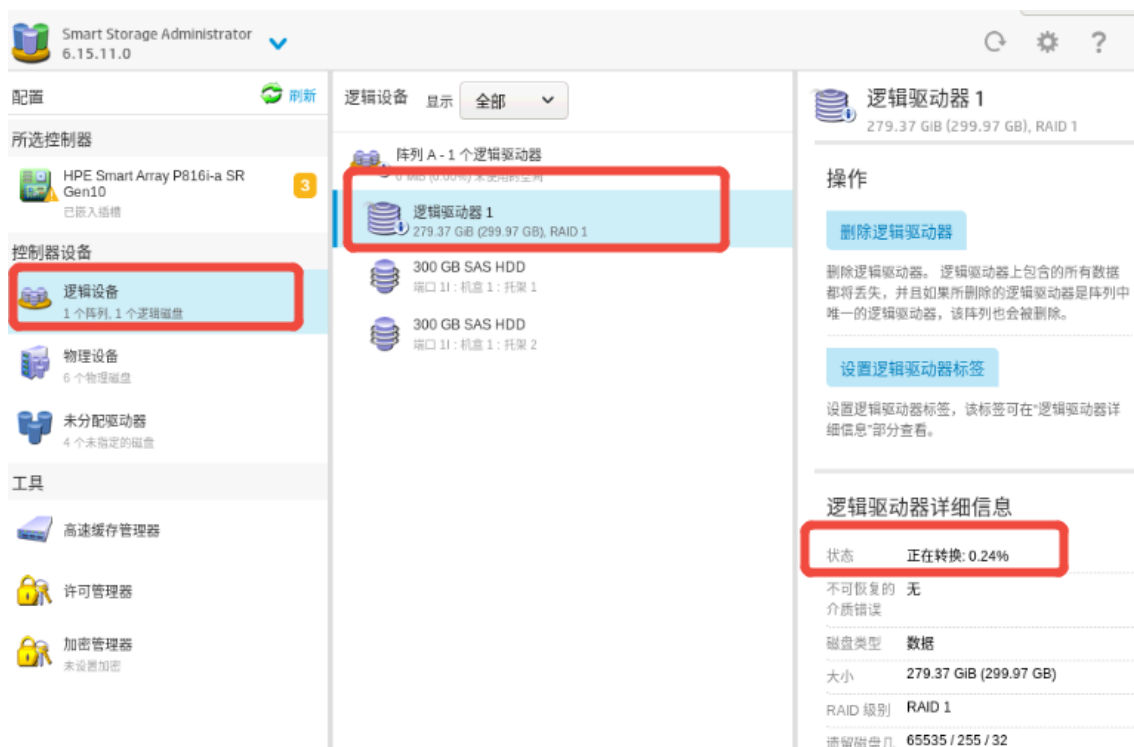 Smart Storage Administrator
6.15.11.0
配置
刷新
所选控制器
HPE Smart Array P816i-a SR
Gen10
3
已嵌入插槽
控制器设备
逻辑设备
1 个阵列, 1 个逻辑磁盘
物理设备
6 个物理磁盘
未分配驱动器
4 个未指定的磁盘
工具
高速缓存管理器
许可管理器
加密管理器
未设置加密
逻辑设备 显示 全部
阵列 A - 1 个逻辑驱动器
0 MiB (0.00%) 未使用的空间
逻辑驱动器 1
279.37 GiB (299.97 GB), RAID 1
300 GB SAS HDD
端口 1I : 机盒 1 : 托架 1
300 GB SAS HDD
端口 1I : 机盒 1 : 托架 2
?
逻辑驱动器 1
279.37 GiB (299.97 GB), RAID 1
操作
删除逻辑驱动器
删除逻辑驱动器。 逻辑驱动器上包含的所有数据
都将丢失，并且如果所删除的逻辑驱动器是阵列中
唯一的逻辑驱动器，该阵列也会被删除。
设置逻辑驱动器标签
设置逻辑驱动器标签，该标签可在“逻辑驱动器详
细信息”部分查看。
逻辑驱动器详细信息
状态 正在转换: 0.24%
不可恢复的 无
介质错误
磁盘类型 数据
大小 279.37 GiB (299.97 GB)
RAID 级别 RAID 1
遗留磁盘几 65535 / 255 / 32